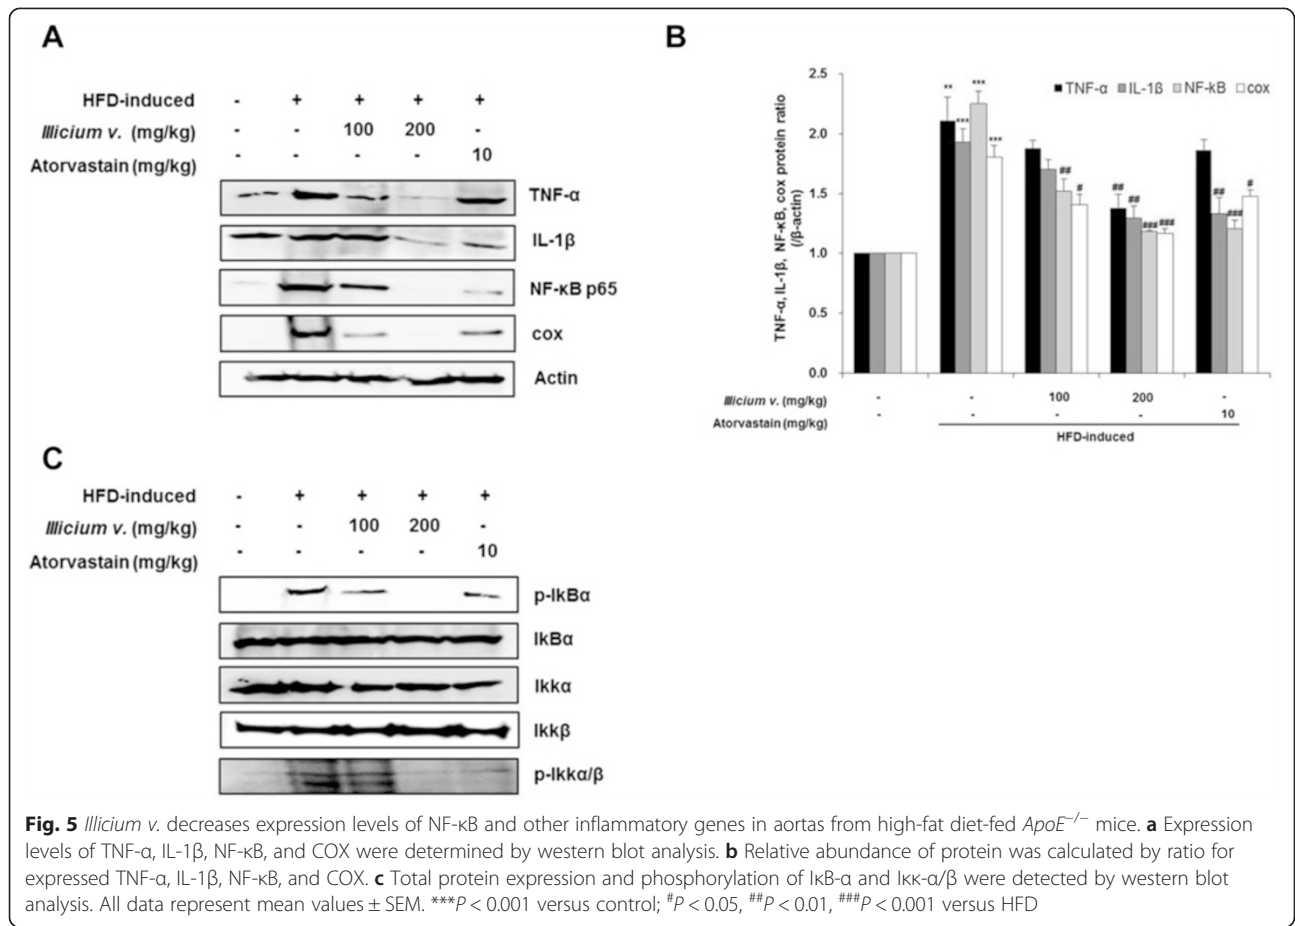 A
HFD-induced - + + + +
Illicium v. (mg/kg) - - 100 200 -
Atorvastain (mg/kg) - - - - 10
TNF-α
IL-1β
NF-κB p65
cox
Actin
B
TNF-α, IL-1β, NF-κB, cox protein ratio
(/β-actin)
2.5
2.0
1.5
1.0
0.5
0.0
TNF-α IL-1β NF-kB cox
** *** *** ***
## #
## ## ### ###
## ### #
Illicium v. (mg/kg) - - 100 200 -
Atorvastain (mg/kg) - - - - 10
HFD-induced
C
HFD-induced - + + + +
Illicium v. (mg/kg) - - 100 200 -
Atorvastain (mg/kg) - - - - 10
p-IkBα
IkBα
Ikkα
Ikkβ
p-Ikkα/β
Fig. 5 Illicium v. decreases expression levels of NF-κB and other inflammatory genes in aortas from high-fat diet-fed ApoE−/− mice. a Expression
levels of TNF-α, IL-1β, NF-κB, and COX were determined by western blot analysis. b Relative abundance of protein was calculated by ratio for
expressed TNF-α, IL-1β, NF-κB, and COX. c Total protein expression and phosphorylation of IκB-α and Iκκ-α/β were detected by western blot
analysis. All data represent mean values ± SEM. ***P < 0.001 versus control; #P < 0.05, ##P < 0.01, ###P < 0.001 versus HFD